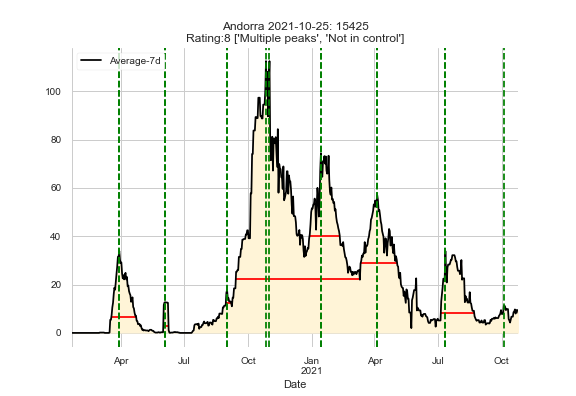 Andorra 2021-10-25: 15425
Rating:8 ['Multiple peaks', 'Not in control']
Average-7d
100
80
60
40
20
0
Apr Jul Oct Jan Apr Jul Oct
2021
Date